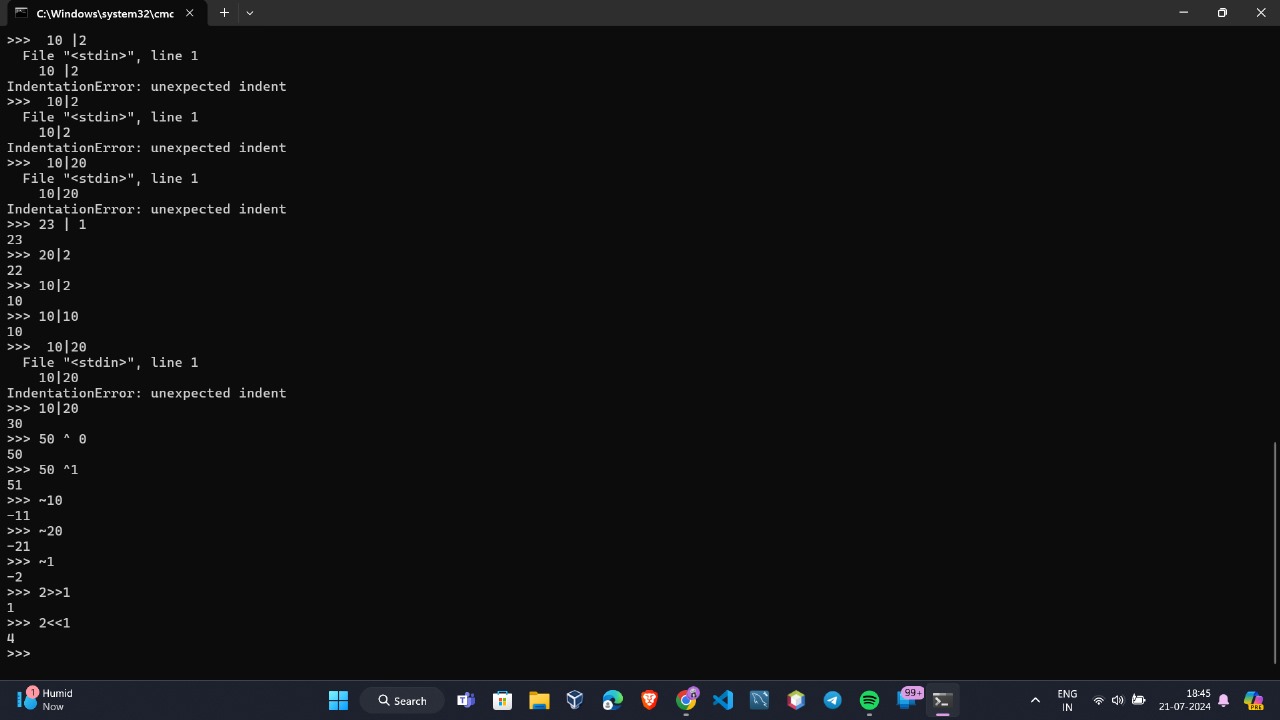 C:\Windows\system32\cmc
>>>  10 |2
  File "<stdin>", line 1
    10 |2
IndentationError: unexpected indent
>>>  10|2
  File "<stdin>", line 1
    10|2
IndentationError: unexpected indent
>>>  10|20
  File "<stdin>", line 1
    10|20
IndentationError: unexpected indent
>>> 23 | 1
23
>>> 20|2
22
>>> 10|2
10
>>> 10|10
10
>>>  10|20
  File "<stdin>", line 1
    10|20
IndentationError: unexpected indent
>>> 10|20
30
>>> 50 ^ 0
50
>>> 50 ^1
51
>>> ~10
-11
>>> ~20
-21
>>> ~1
-2
>>> 2>>1
1
>>> 2<<1
4
>>>
1
Humid
Now
Search
99+
ENG
IN
18:45
21-07-2024
PRE